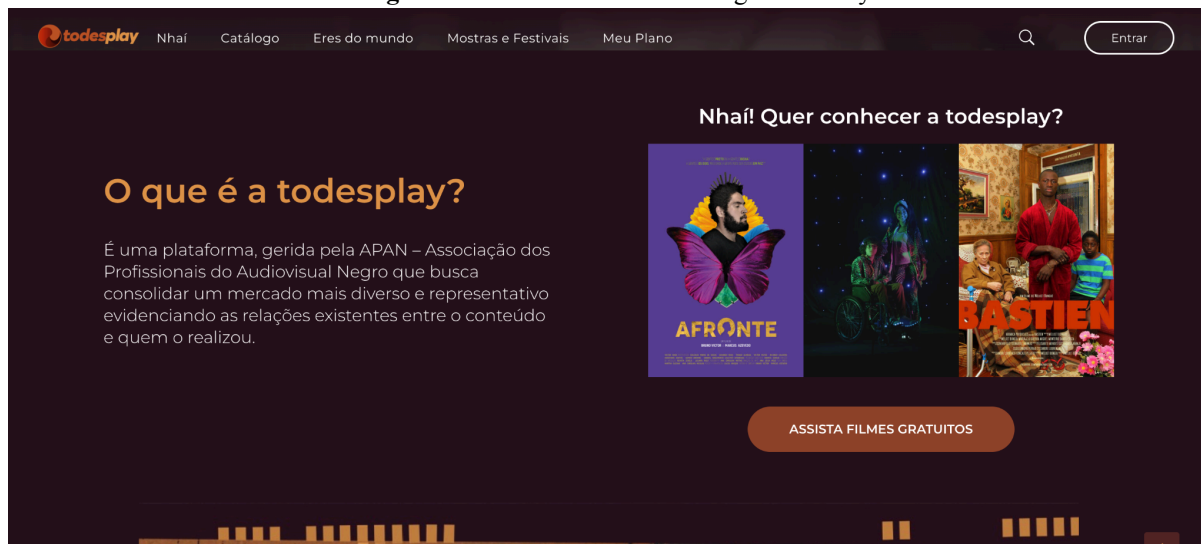 todesplay Nhaí Catálogo Eres do mundo Mostras e Festivais Meu Plano Entrar
Nhaí! Quer conhecer a todesplay?
O que é a todesplay?
É uma plataforma, gerida pela APAN – Associação dos
Profissionais do Audiovisual Negro que busca
consolidar um mercado mais diverso e representativo
evidenciando as relações existentes entre o conteúdo
e quem o realizou.
AFRONTE
BASTIEN
ASSISTA FILMES GRATUITOS